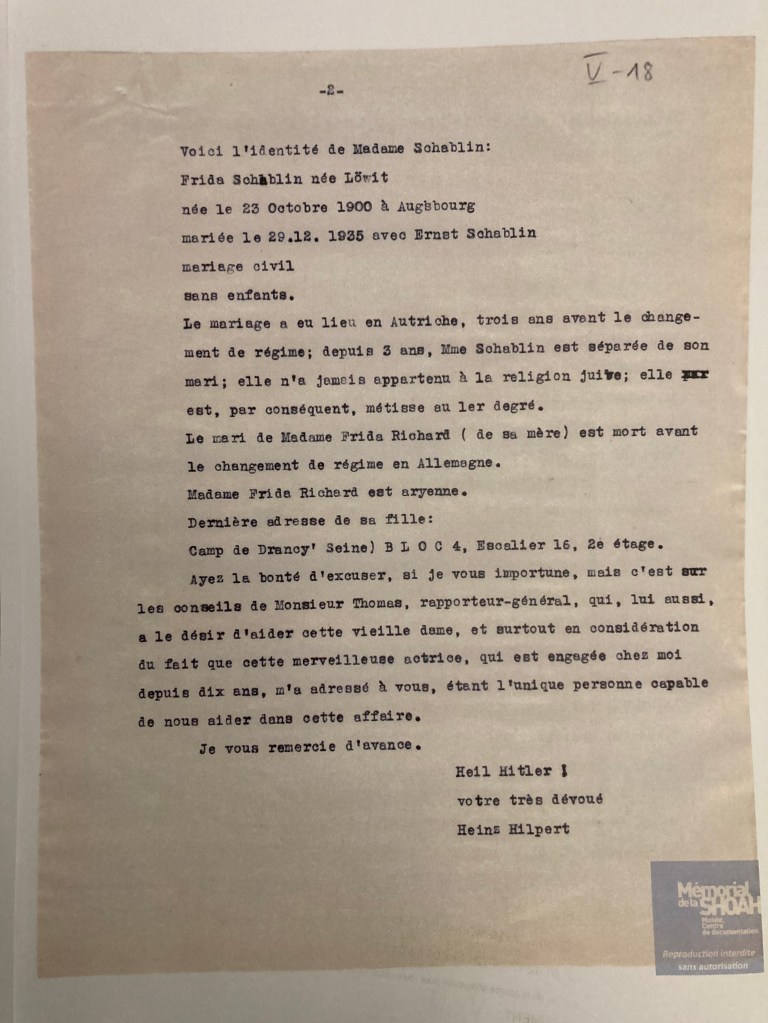 -2-
V-18
Voici l'identité de Madame Schablin:
Frida Schablin née Löwit
née le 23 Octobre 1900 à Augsbourg
mariée le 29.12. 1935 avec Ernst Schablin
mariage civil
sans enfants.
Le mariage a eu lieu en Autriche, trois ans avant le change-
ment de régime; depuis 3 ans, Mme Schablin est séparée de son
mari; elle n'a jamais appartenu à la religion juive; elle
est, par conséquent, métisse au 1er degré.
Le mari de Madame Frida Richard ( de sa mère) est mort avant
le changement de régime en Allemagne.
Madame Frida Richard est aryenne.
Dernière adresse de sa fille:
Camp de Drancy' Seine) B L O C 4, Escalier 16, 2è étage.
Ayez la bonté d'excuser, si je vous importune, mais c'est sur
les conseils de Monsieur Thomas, rapporteur-général, qui, lui aussi,
a le désir d'aider cette vieille dame, et surtout en considération
du fait que cette merveilleuse actrice, qui est engagée chez moi
depuis dix ans, m'a adressé à vous, étant l'unique personne capable
de nous aider dans cette affaire.
Je vous remercie d'avance.
Heil Hitler !
votre très dévoué
Heinz Hilpert
Mémorial
de la SHOAH
Musée,
Centre
de documentation
Reproduction interdite
sans autorisation